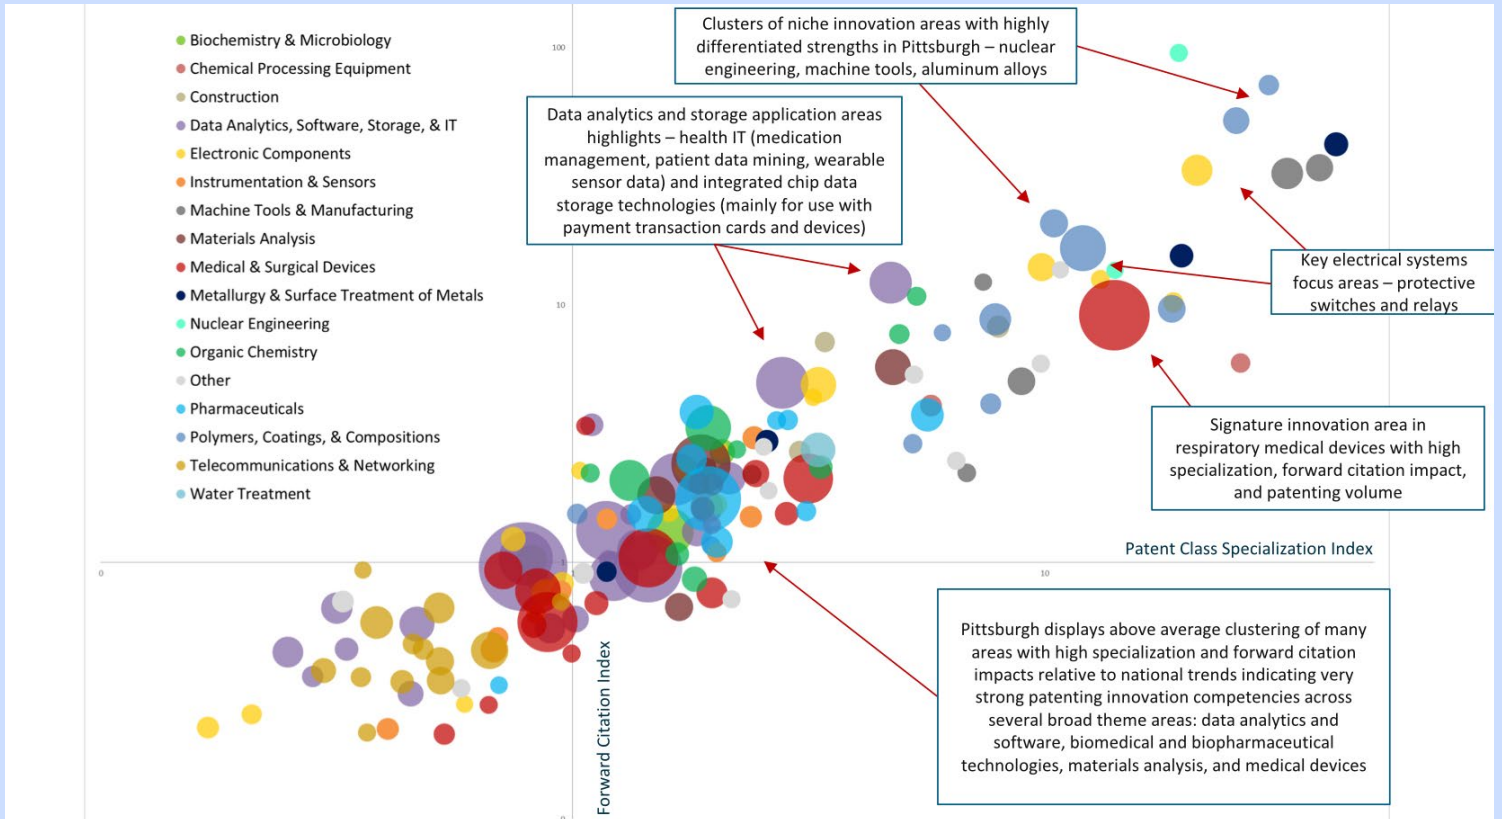 Biochemistry & Microbiology
Chemical Processing Equipment
Construction
Data Analytics, Software, Storage, & IT
Electronic Components
Instrumentation & Sensors
Machine Tools & Manufacturing
Materials Analysis
Medical & Surgical Devices
Metallurgy & Surface Treatment of Metals
Nuclear Engineering
Organic Chemistry
Other
Pharmaceuticals
Polymers, Coatings, & Compositions
Telecommunications & Networking
Water Treatment
100
10
1
0
0
1
10
Clusters of niche innovation areas with highly
differentiated strengths in Pittsburgh – nuclear
engineering, machine tools, aluminum alloys
Data analytics and storage application areas
highlights – health IT (medication
management, patient data mining, wearable
sensor data) and integrated chip data
storage technologies (mainly for use with
payment transaction cards and devices)
Key electrical systems
focus areas – protective
switches and relays
Signature innovation area in
respiratory medical devices with high
specialization, forward citation impact,
and patenting volume
Patent Class Specialization Index
Forward Citation Index
Pittsburgh displays above average clustering of many
areas with high specialization and forward citation
impacts relative to national trends indicating very
strong patenting innovation competencies across
several broad theme areas: data analytics and
software, biomedical and biopharmaceutical
technologies, materials analysis, and medical devices